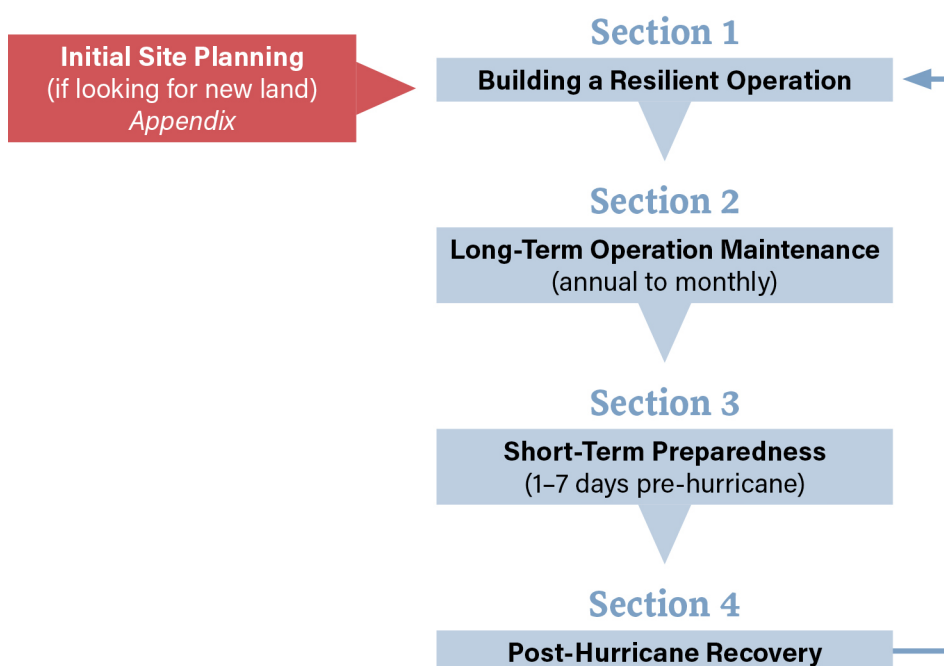 Initial Site Planning
(if looking for new land)
Appendix
Section 1
Building a Resilient Operation
Section 2
Long-Term Operation Maintenance
(annual to monthly)
Section 3
Short-Term Preparedness
(1–7 days pre-hurricane)
Section 4
Post-Hurricane Recovery